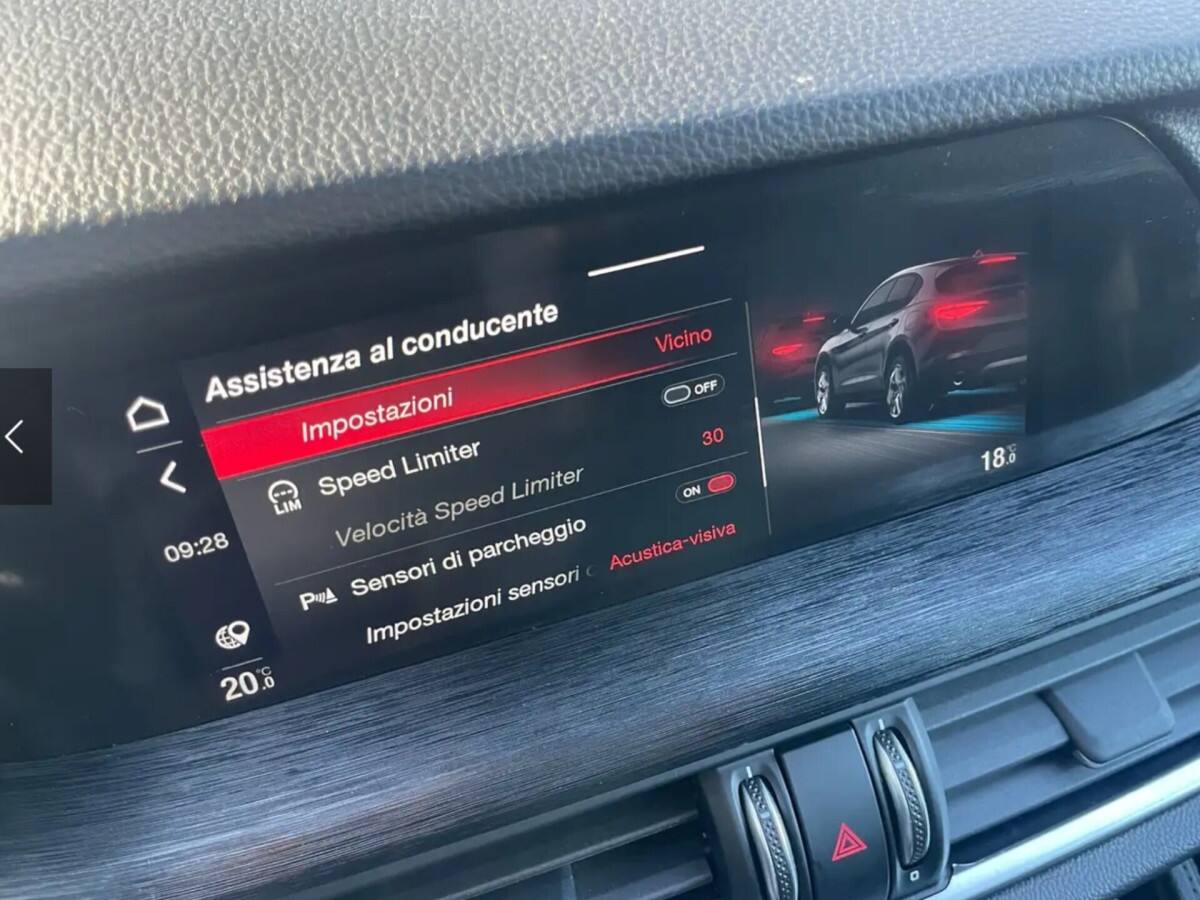 Assistenza al conducente
Impostazioni Vicino
LIM Speed Limiter OFF
Velocità Speed Limiter 30
P Sensori di parcheggio ON
Impostazioni sensori Acustica-visiva
09:28
20.0 °C
18.0 °C